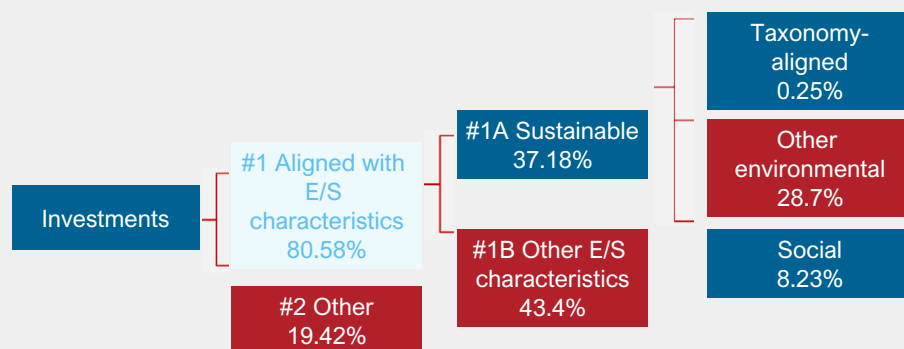 Investments
#1 Aligned with
E/S
characteristics
80.58%
#2 Other
19.42%
#1A Sustainable
37.18%
#1B Other E/S
characteristics
43.4%
Taxonomy-
aligned
0.25%
Other
environmental
28.7%
Social
8.23%